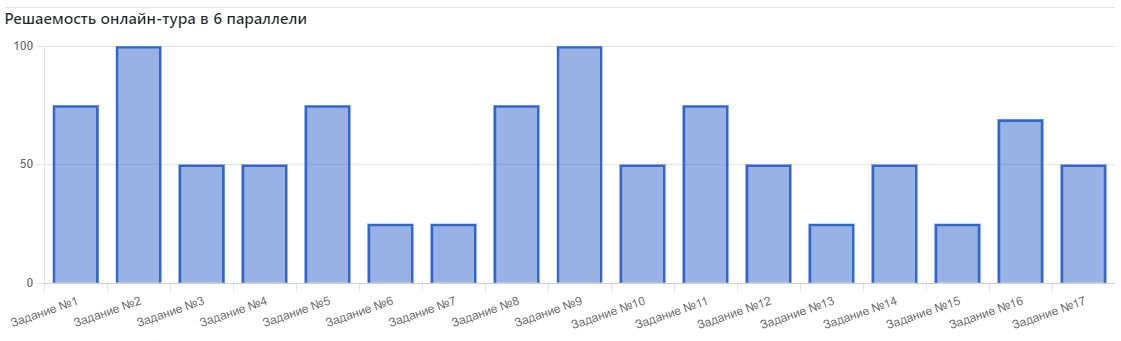 Решаемость онлайн-тура в 6 параллели
100
50
0
Задание №1
Задание №2
Задание №3
Задание №4
Задание №5
Задание №6
Задание №7
Задание №8
Задание №9
Задание №10
Задание №11
Задание №12
Задание №13
Задание №14
Задание №15
Задание №16
Задание №17